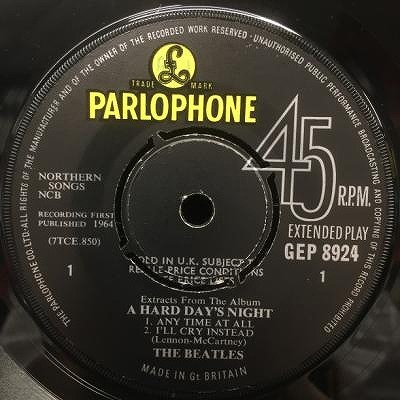 THE PARLOPHONE CO. LTD. ALL RIGHTS OF THE MANUFACTURER AND OF THE OWNER OF THE RECORDED WORK RESERVED - UNAUTHORISED PUBLIC PERFORMANCE BROADCASTING AND COPYING OF THIS RECORD PROHIBITED
£
TRADE MARK
PARLOPHONE
45
R.P.M.
EXTENDED PLAY
GEP 8924
NORTHERN
SONGS
NCB
RECORDING FIRST
PUBLISHED 1964
(7TCE.850)
1
1
SOLD IN U.K. SUBJECT TO
PRICE CONDITIONS
Extracts From The Album
A HARD DAY'S NIGHT
1. ANY TIME AT ALL
2. I'LL CRY INSTEAD
(Lennon-McCartney)
THE BEATLES
MADE IN Gt BRITAIN